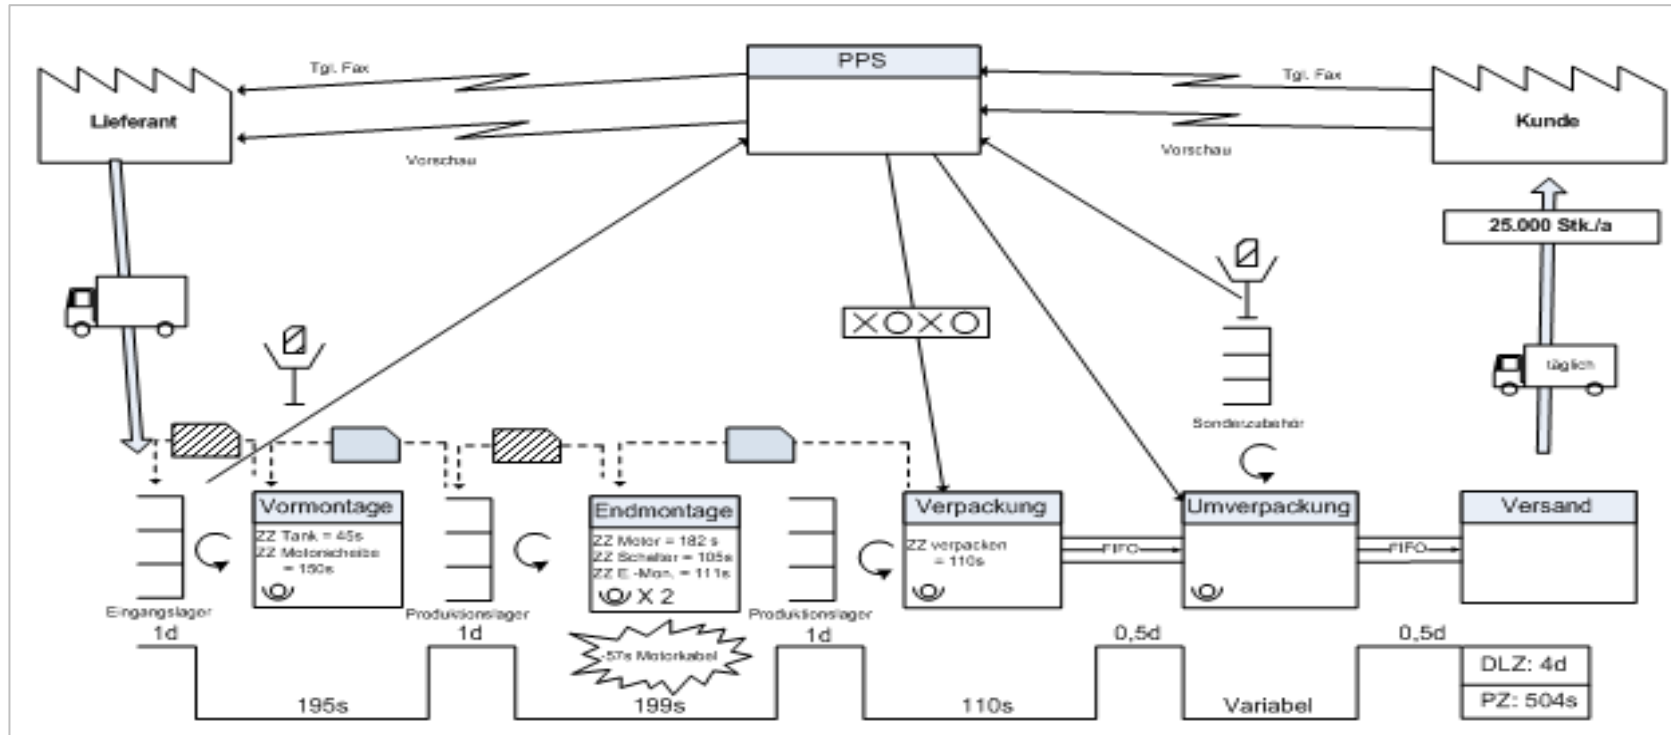 PPS
Tgl. Fax
Tgl. Fax
Lieferant
Kunde
Vorschau
Vorschau
25.000 Stk./a
täglich
Sonderzubehör
Vormontage
ZZ Tank = 45s
ZZ Motorscheibe
= 150s
Endmontage
ZZ Motor = 182 s
ZZ Schalter = 105s
ZZ E.-Mon. = 111s
X 2
Verpackung
ZZ verpacken
= 110s
FIFO
Umverpackung
FIFO
Versand
Eingangslager
Produktionslager
Produktionslager
1d
1d
1d
0,5d
0,5d
-57s Motorkabel
195s
199s
110s
Variabel
DLZ: 4d
PZ: 504s